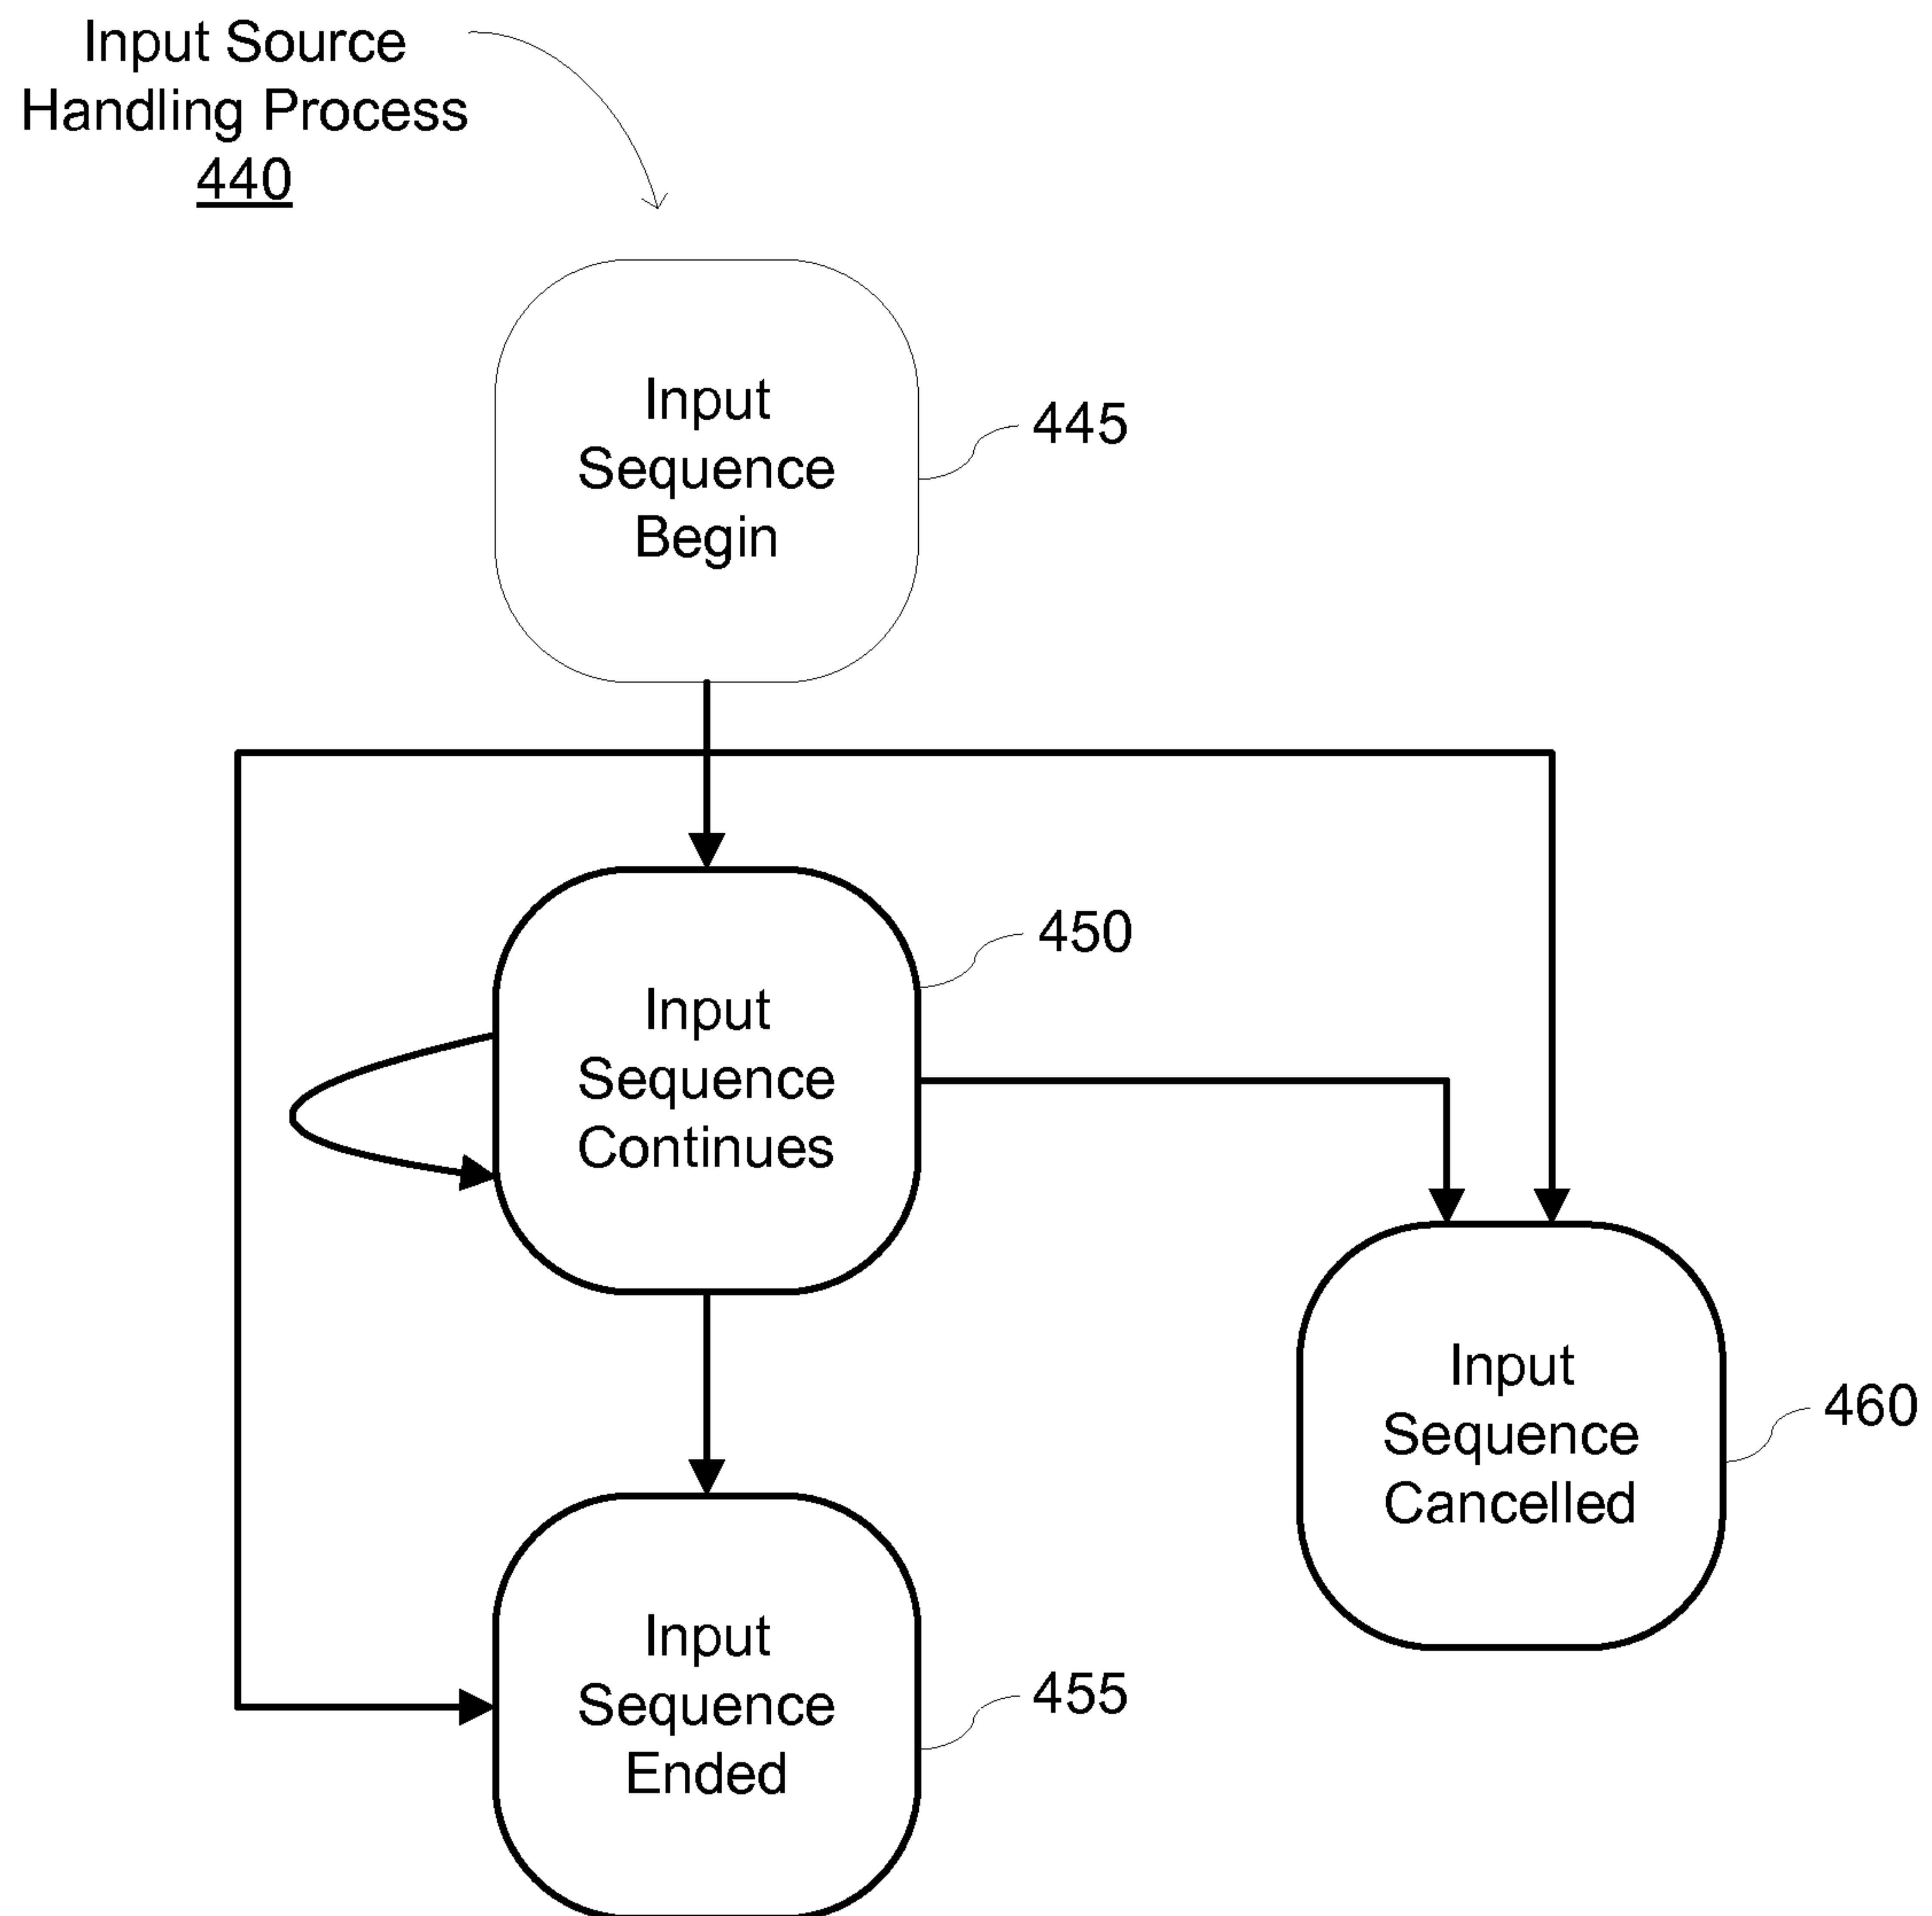 Input Source
Handling Process
440
Input
Sequence
Begin
445
Input
Sequence
Continues
450
Input
Sequence
Cancelled
460
Input
Sequence
Ended
455